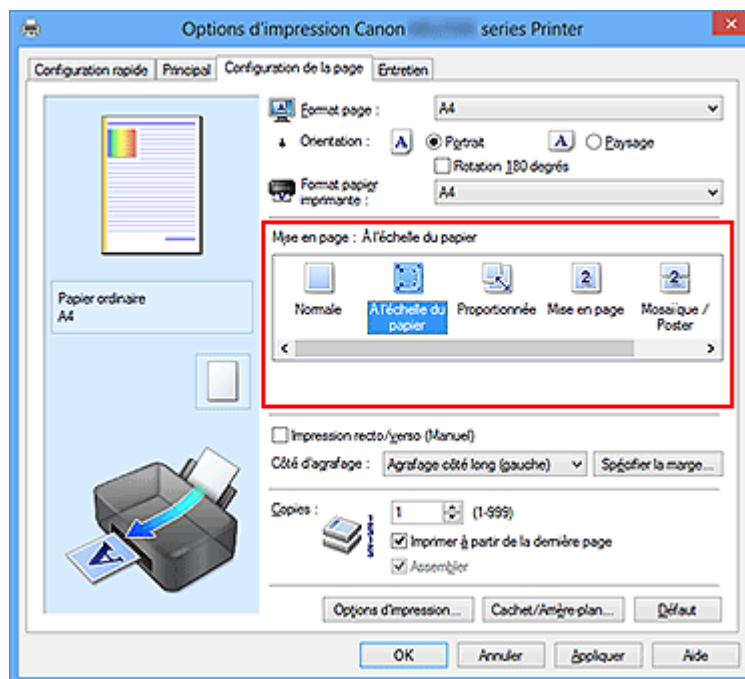 Options d'impression Canon series Printer
Configuration rapide Principal Configuration de la page Entretien
Format page : A4
Orientation : A Portrait A Paysage
Rotation 180 degrés
Format papier imprimante : A4
Mise en page : À l'échelle du papier
Normale À l'échelle du papier Proportionnée Mise en page Mosaïque / Poster
Papier ordinaire
A4
Impression recto/verso (Manuel)
Côté d'agrafage : Agrafage côté long (gauche) Spécifier la marge...
Copies : 1 (1-999)
Imprimer à partir de la dernière page
Assembler
Options d'impression... Cachet/Arrière-plan... Défaut
OK Annuler Appliquer Aide